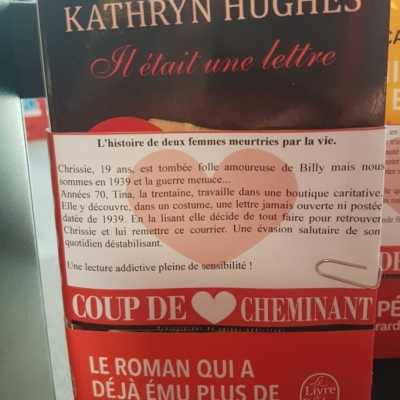 KATHRYN HUGHES
Il était une lettre
L'histoire de deux femmes meurtries par la vie.
Chrissie, 19 ans, est tombée folle amoureuse de Billy mais nous
sommes en 1939 et la guerre menace...
Années 70, Tina, la trentaine, travaille dans une boutique caritative.
Elle y découvre, dans un costume, une lettre jamais ouverte ni postée
datée de 1939. En la lisant elle décide de tout faire pour retrouver
Chrissie et lui remettre ce courrier. Une évasion salutaire de son
quotidien déstabilisant.
Une lecture addictive pleine de sensibilité !
COUP DE CHEMINANT
LE ROMAN QUI A
DÉJÀ ÉMU PLUS DE
Le
Livre